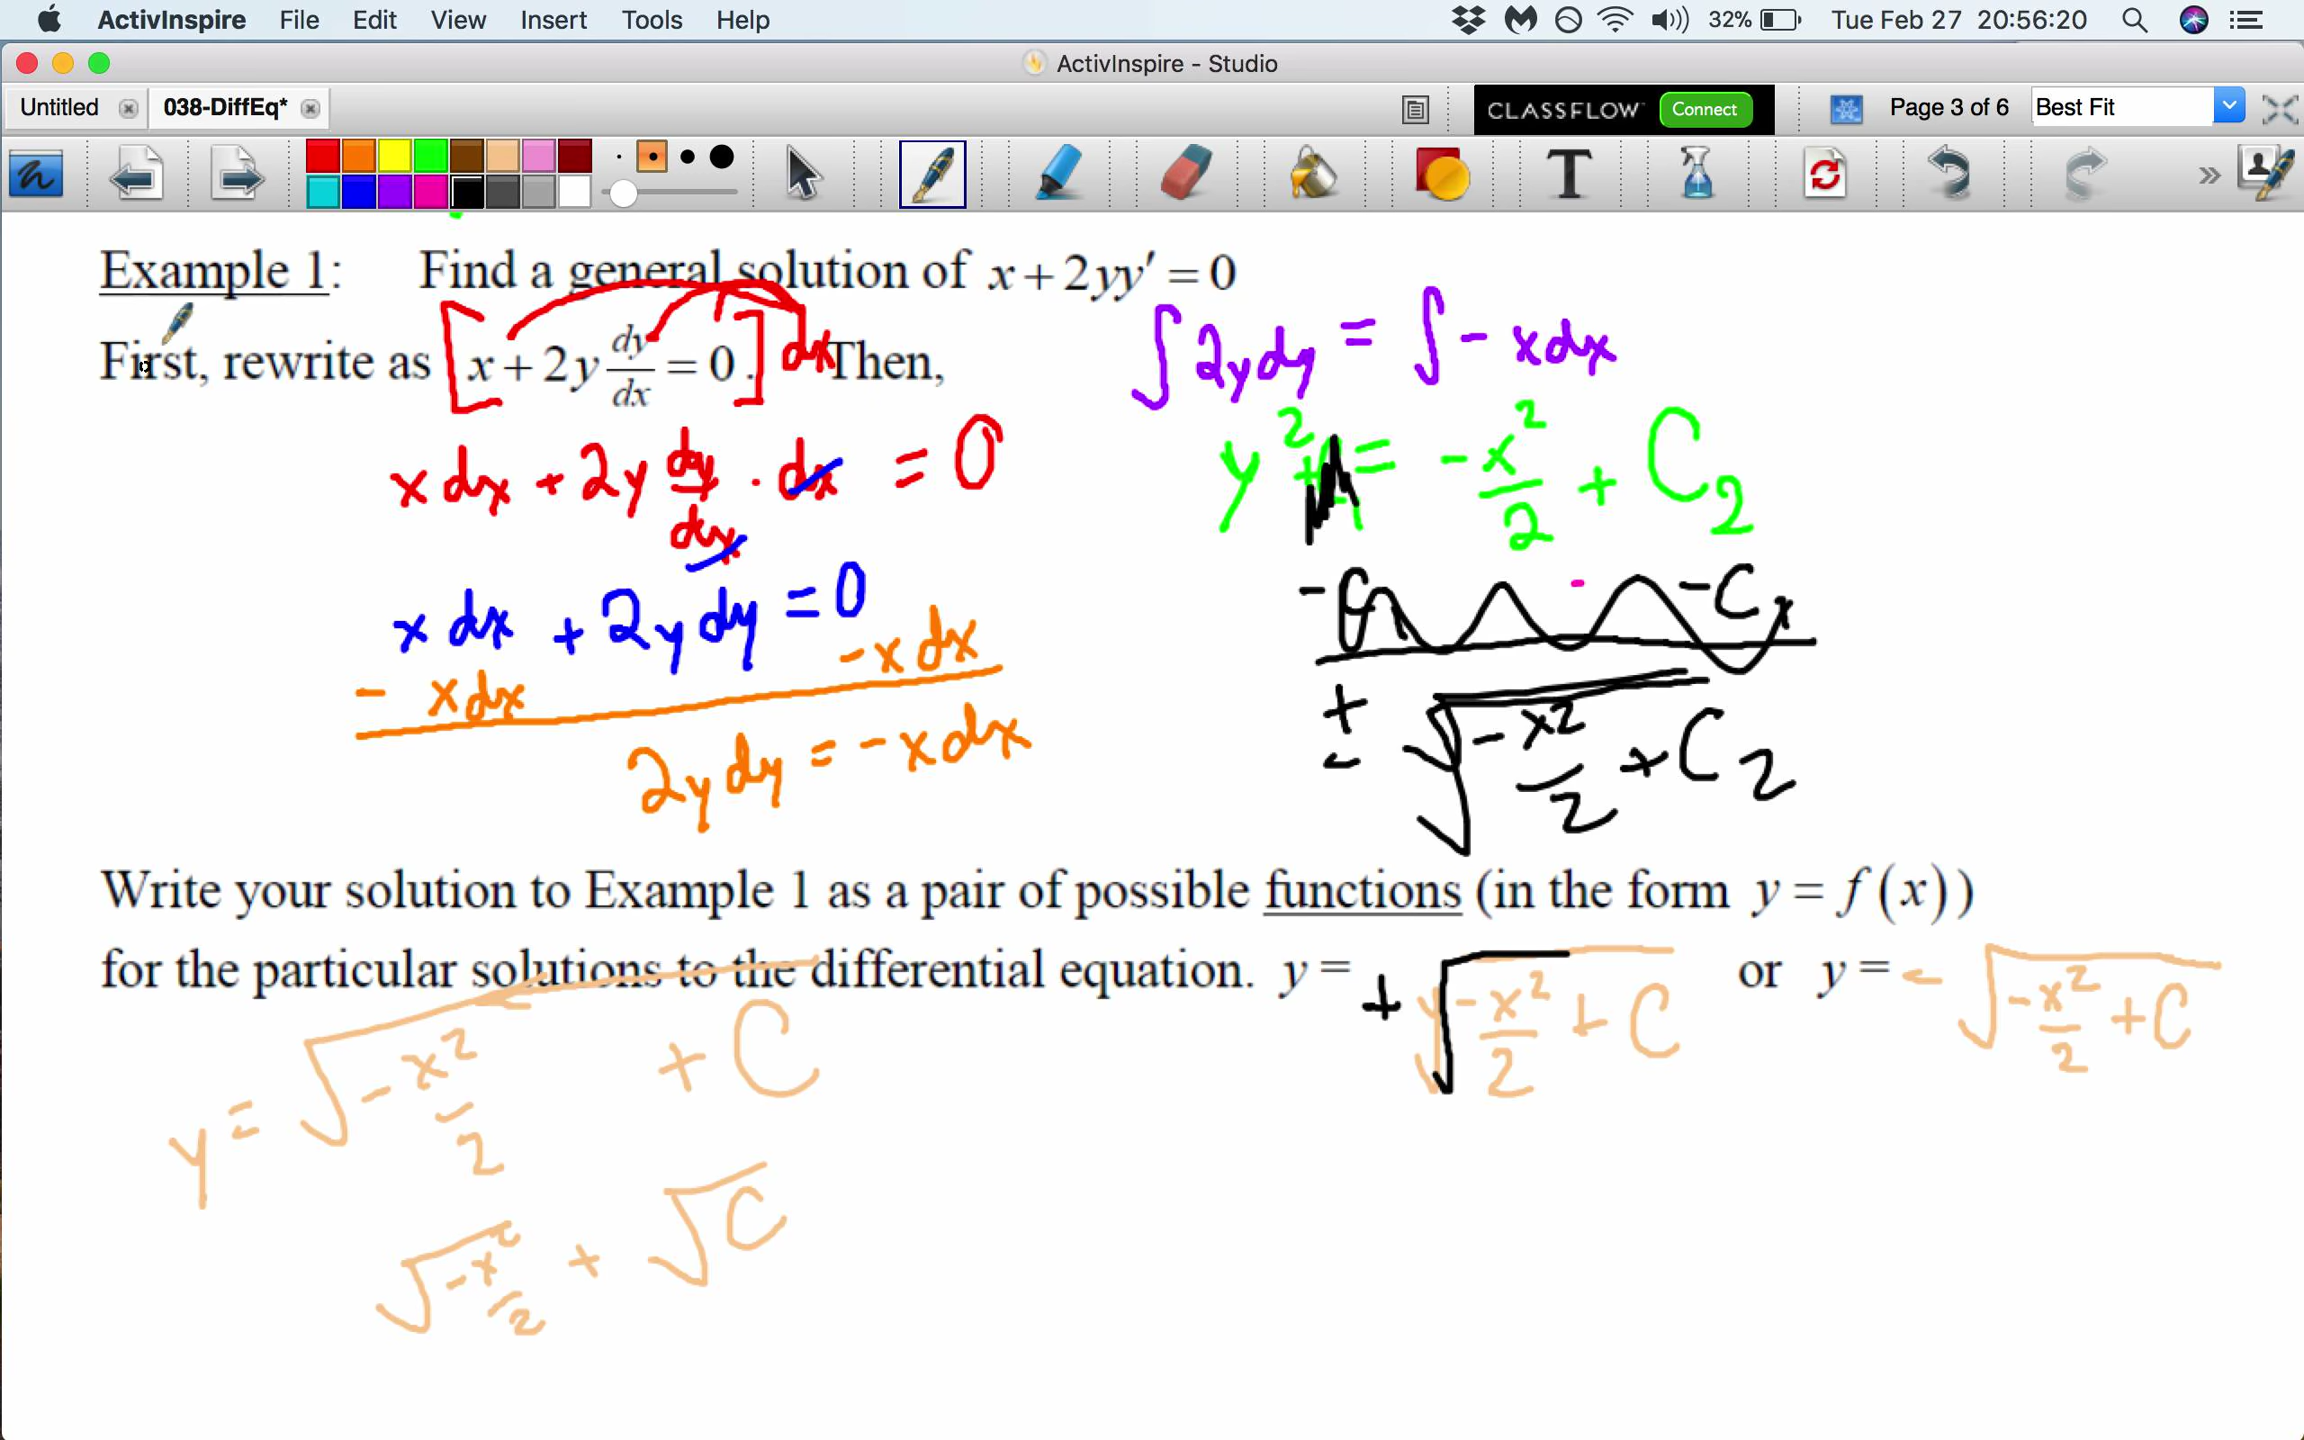 ActivInspire File Edit View Insert Tools Help 32% Tue Feb 27 20:56:20
ActivInspire - Studio
Untitled 038-DiffEq* CLASSFLOW Connect Page 3 of 6 Best Fit
T
Example 1: Find a general solution of x + 2yy′ = 0
First, rewrite as [x + 2y dy/dx = 0.] dx Then,
x dx + 2y dy/dx · dx = 0
x dx + 2y dy = 0
- x dx - x dx
2y dy = - x dx
∫ 2y dy = ∫ - x dx
y² = -x²/2 + C₂
± √(-x²/2 + C₂)
Write your solution to Example 1 as a pair of possible functions (in the form y = f(x))
for the particular solutions to the differential equation. y = + √(-x²/2 + C) or y = - √(-x²/2 + C)
y = √(-x²/2 + C)
√(-x²/2) + √C